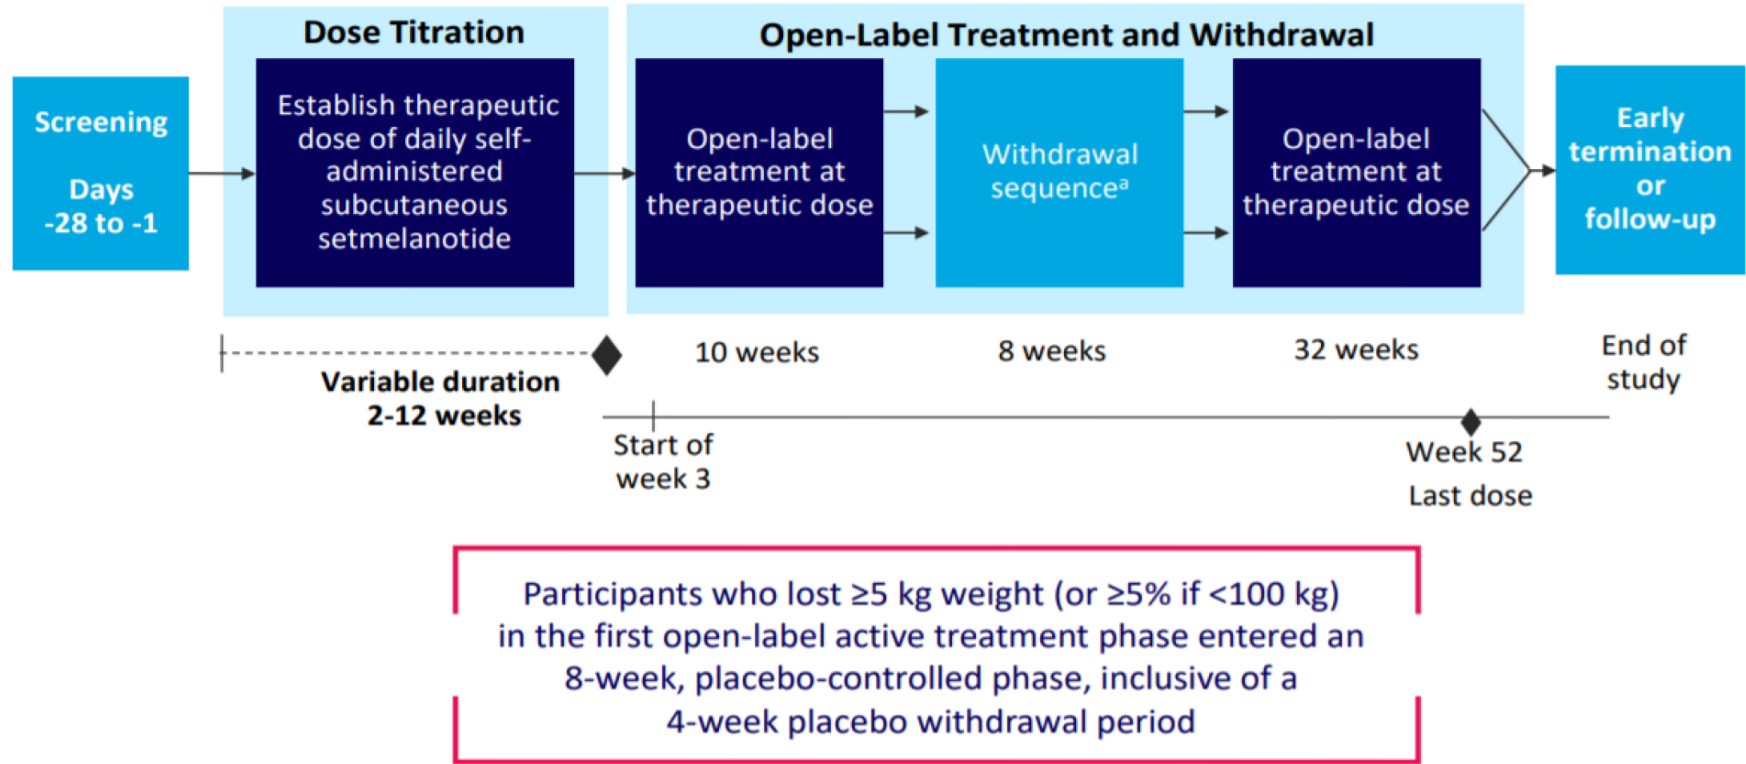 Dose Titration
Open-Label Treatment and Withdrawal
Screening
Days
-28 to -1
Establish therapeutic
dose of daily self-
administered
subcutaneous
setmelanotide
Open-label
treatment at
therapeutic dose
Withdrawal
sequenceᵃ
Open-label
treatment at
therapeutic dose
Early
termination
or
follow-up
Variable duration
2-12 weeks
10 weeks
8 weeks
32 weeks
End of
study
Start of
week 3
Week 52
Last dose
Participants who lost ≥5 kg weight (or ≥5% if <100 kg)
in the first open-label active treatment phase entered an
8-week, placebo-controlled phase, inclusive of a
4-week placebo withdrawal period